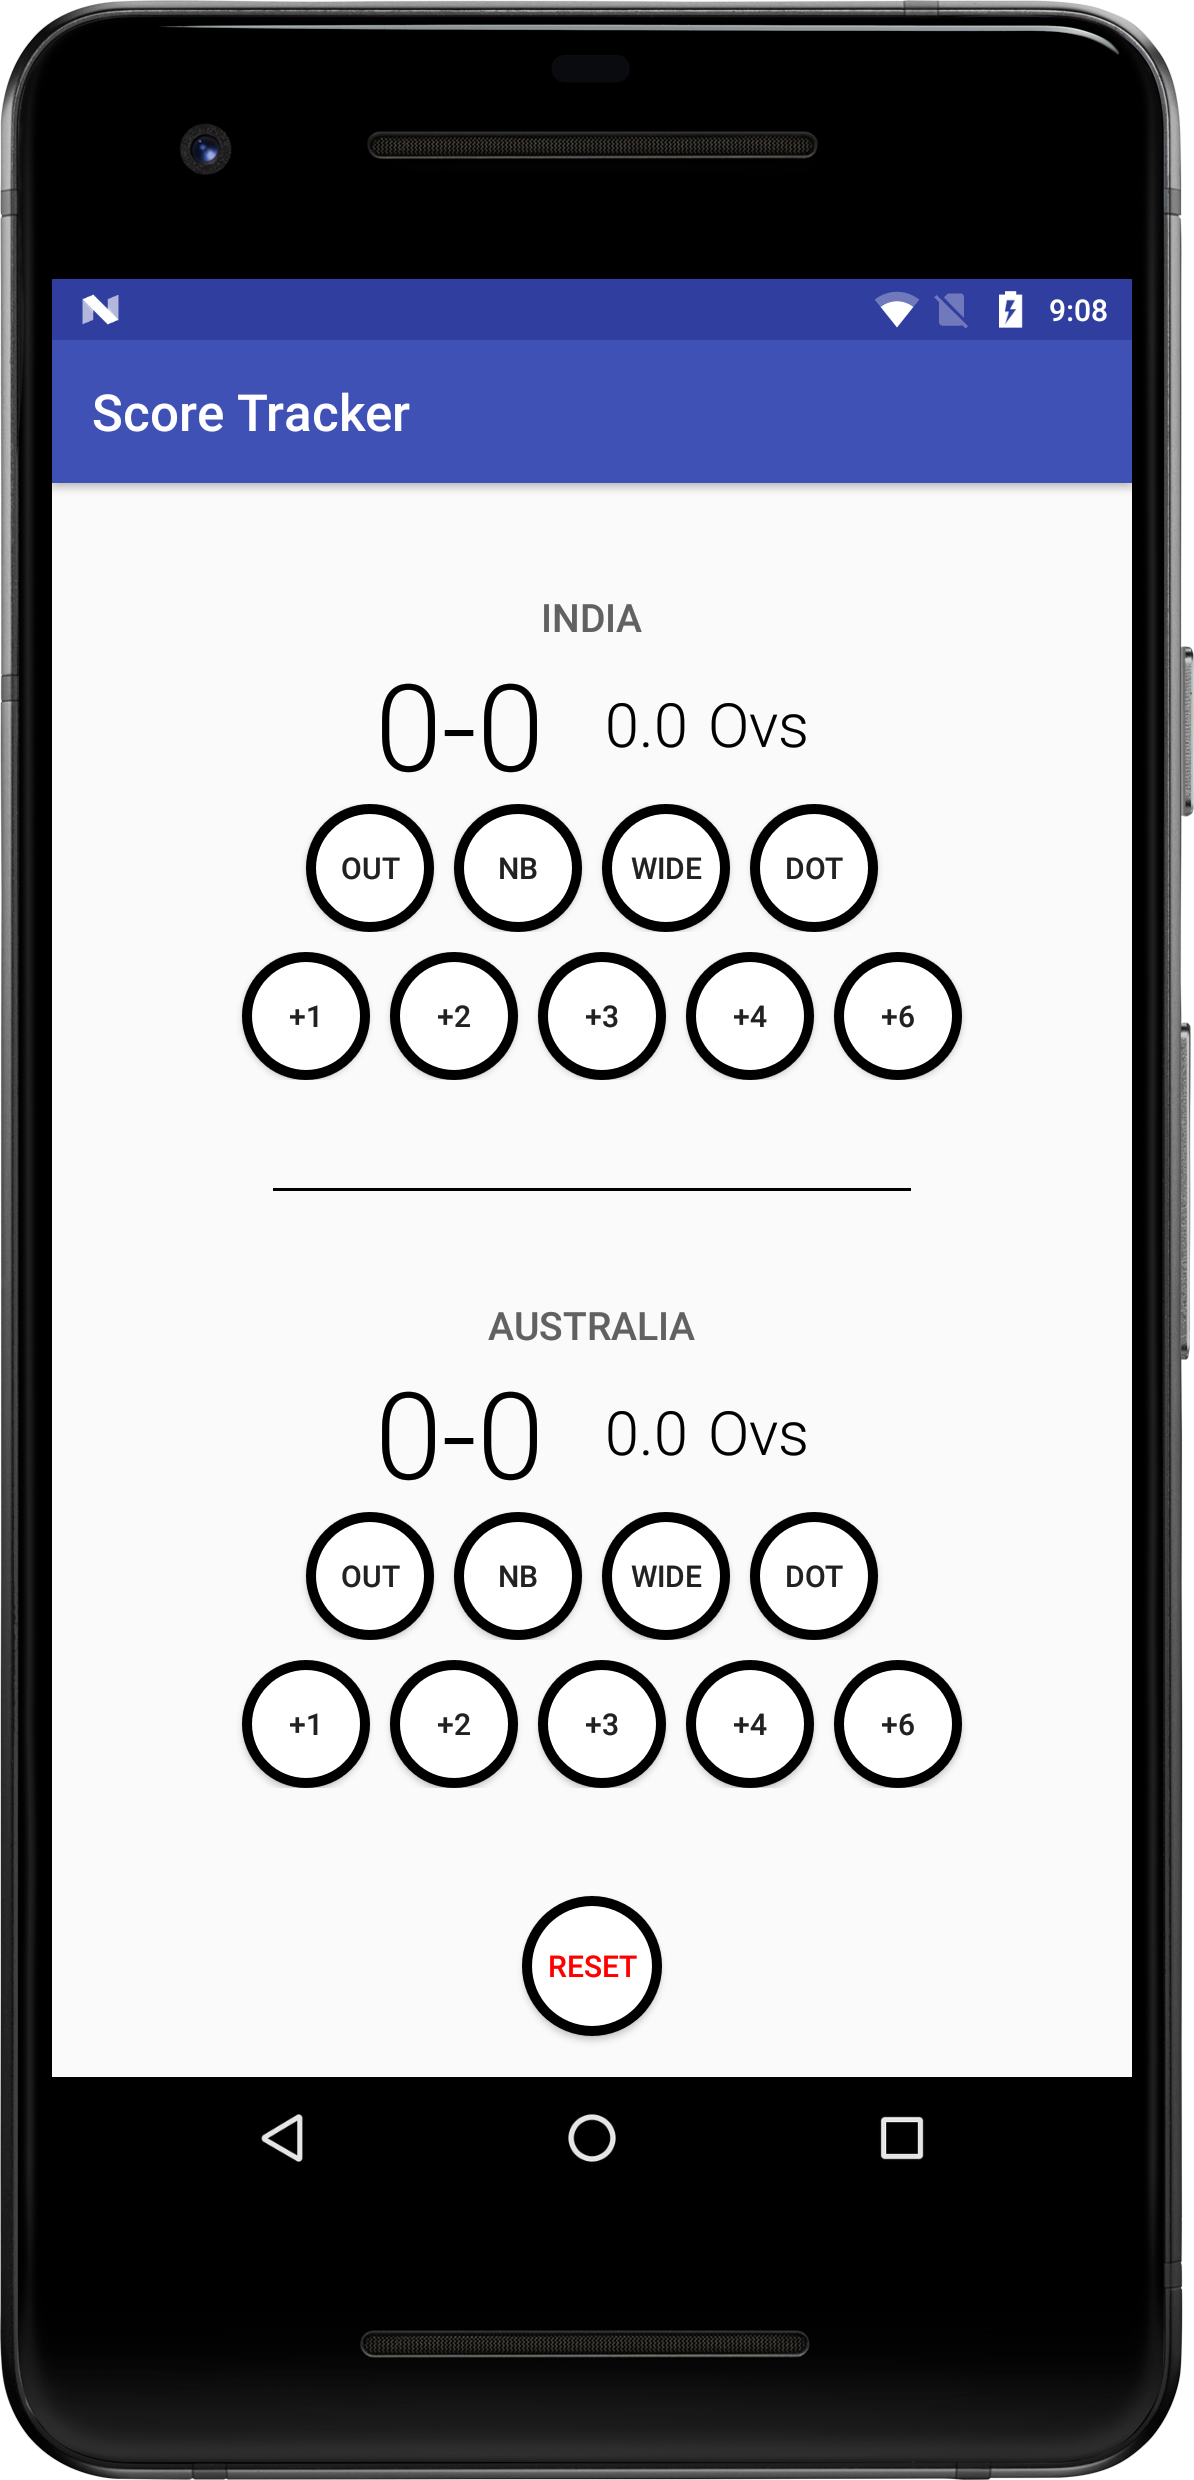 9:08
Score Tracker
INDIA
0-0 0.0 Ovs
OUT NB WIDE DOT
+1 +2 +3 +4 +6
AUSTRALIA
0-0 0.0 Ovs
OUT NB WIDE DOT
+1 +2 +3 +4 +6
RESET